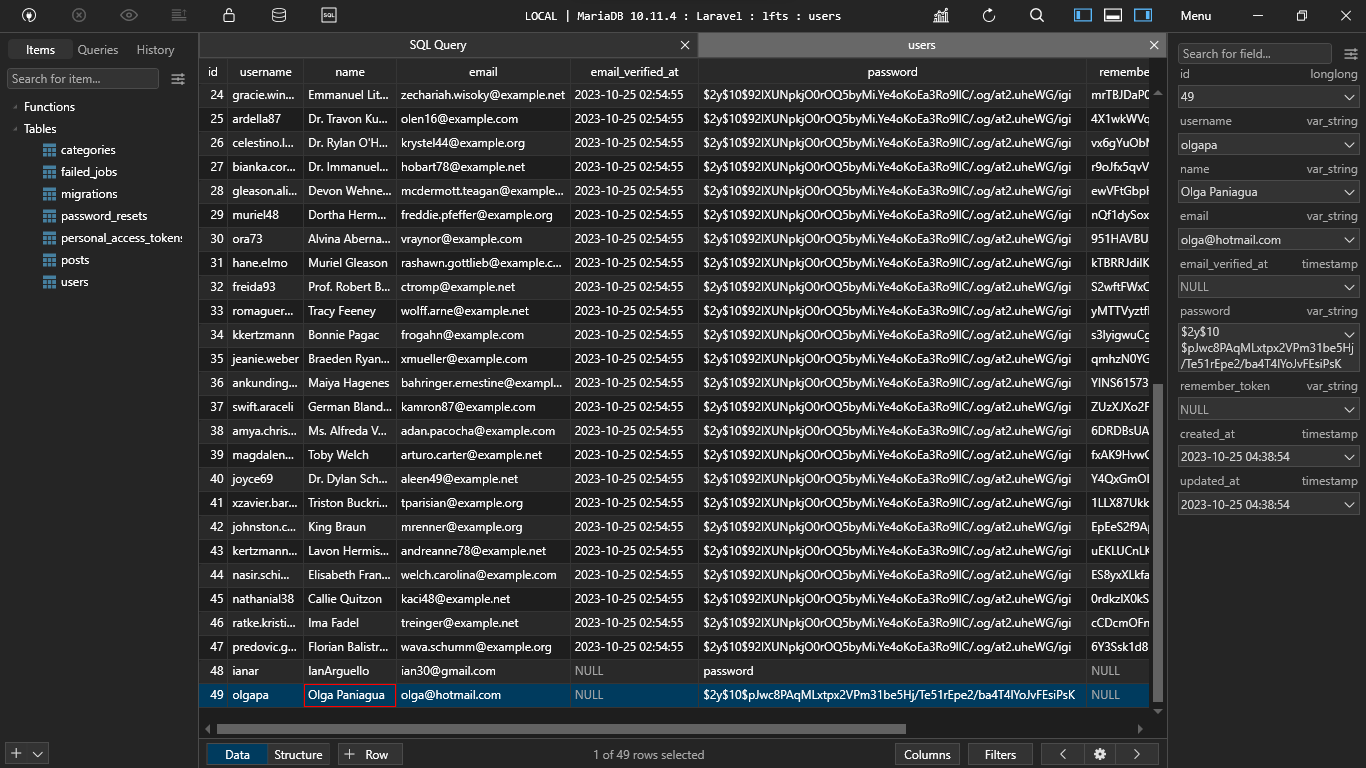 SQL
LOCAL | MariaDB 10.11.4 : Laravel : lfts : users
Menu
Items Queries History
Search for item...
Functions
Tables
categories
failed_jobs
migrations
password_resets
personal_access_tokens
posts
users
SQL Query
users
id username name email email_verified_at password remembe
24 gracie.win... Emmanuel Lit... zechariah.wisoky@example.net 2023-10-25 02:54:55 $2y$10$92IXUNpkjO0rOQ5byMi.Ye4oKoEa3Ro9llC/.og/at2.uheWG/igi mrTBJDaP0
25 ardella87 Dr. Travon Ku... olen16@example.com 2023-10-25 02:54:55 $2y$10$92IXUNpkjO0rOQ5byMi.Ye4oKoEa3Ro9llC/.og/at2.uheWG/igi 4X1wkWVq
26 celestino.l... Dr. Rylan O'H... krystel44@example.org 2023-10-25 02:54:55 $2y$10$92IXUNpkjO0rOQ5byMi.Ye4oKoEa3Ro9llC/.og/at2.uheWG/igi vx6gYuObM
27 bianka.cor... Dr. Immanuel... hobart78@example.net 2023-10-25 02:54:55 $2y$10$92IXUNpkjO0rOQ5byMi.Ye4oKoEa3Ro9llC/.og/at2.uheWG/igi r9oJfx5qvV
28 gleason.ali... Devon Wehne... mcdermott.teagan@example... 2023-10-25 02:54:55 $2y$10$92IXUNpkjO0rOQ5byMi.Ye4oKoEa3Ro9llC/.og/at2.uheWG/igi ewVFtGbpH
29 muriel48 Dortha Herm... freddie.pfeffer@example.org 2023-10-25 02:54:55 $2y$10$92IXUNpkjO0rOQ5byMi.Ye4oKoEa3Ro9llC/.og/at2.uheWG/igi nQf1dySox
30 ora73 Alvina Aberna... vraynor@example.com 2023-10-25 02:54:55 $2y$10$92IXUNpkjO0rOQ5byMi.Ye4oKoEa3Ro9llC/.og/at2.uheWG/igi 951HAVBU
31 hane.elmo Muriel Gleason rashawn.gottlieb@example.c... 2023-10-25 02:54:55 $2y$10$92IXUNpkjO0rOQ5byMi.Ye4oKoEa3Ro9llC/.og/at2.uheWG/igi kTBRRJdilK
32 freida93 Prof. Robert B... ctromp@example.net 2023-10-25 02:54:55 $2y$10$92IXUNpkjO0rOQ5byMi.Ye4oKoEa3Ro9llC/.og/at2.uheWG/igi S2wftFWxC
33 romaguer... Tracy Feeney wolff.arne@example.net 2023-10-25 02:54:55 $2y$10$92IXUNpkjO0rOQ5byMi.Ye4oKoEa3Ro9llC/.og/at2.uheWG/igi yMTTVyztf
34 kkertzmann Bonnie Pagac frogahn@example.com 2023-10-25 02:54:55 $2y$10$92IXUNpkjO0rOQ5byMi.Ye4oKoEa3Ro9llC/.og/at2.uheWG/igi s3lyigwuCg
35 jeanie.weber Braeden Ryan... xmueller@example.com 2023-10-25 02:54:55 $2y$10$92IXUNpkjO0rOQ5byMi.Ye4oKoEa3Ro9llC/.og/at2.uheWG/igi qmhzN0YG
36 ankunding... Maiya Hagenes bahringer.ernestine@exampl... 2023-10-25 02:54:55 $2y$10$92IXUNpkjO0rOQ5byMi.Ye4oKoEa3Ro9llC/.og/at2.uheWG/igi YINS61573
37 swift.araceli German Bland... kamron87@example.com 2023-10-25 02:54:55 $2y$10$92IXUNpkjO0rOQ5byMi.Ye4oKoEa3Ro9llC/.og/at2.uheWG/igi ZUzXJXo2F
38 amya.chris... Ms. Alfreda V... adan.pacocha@example.com 2023-10-25 02:54:55 $2y$10$92IXUNpkjO0rOQ5byMi.Ye4oKoEa3Ro9llC/.og/at2.uheWG/igi 6DRDBsUA
39 magdalen... Toby Welch arturo.carter@example.net 2023-10-25 02:54:55 $2y$10$92IXUNpkjO0rOQ5byMi.Ye4oKoEa3Ro9llC/.og/at2.uheWG/igi fxAK9HvwC
40 joyce69 Dr. Dylan Sch... aleen49@example.net 2023-10-25 02:54:55 $2y$10$92IXUNpkjO0rOQ5byMi.Ye4oKoEa3Ro9llC/.og/at2.uheWG/igi Y4QxGmOI
41 xzavier.bar... Triston Buckri... tparisian@example.org 2023-10-25 02:54:55 $2y$10$92IXUNpkjO0rOQ5byMi.Ye4oKoEa3Ro9llC/.og/at2.uheWG/igi 1LLX87Ukk
42 johnston.c... King Braun mrenner@example.org 2023-10-25 02:54:55 $2y$10$92IXUNpkjO0rOQ5byMi.Ye4oKoEa3Ro9llC/.og/at2.uheWG/igi EpEeS2f9A
43 kertzmann... Lavon Hermis... andreanne78@example.net 2023-10-25 02:54:55 $2y$10$92IXUNpkjO0rOQ5byMi.Ye4oKoEa3Ro9llC/.og/at2.uheWG/igi uEKLUCnLK
44 nasir.schi... Elisabeth Fran... welch.carolina@example.com 2023-10-25 02:54:55 $2y$10$92IXUNpkjO0rOQ5byMi.Ye4oKoEa3Ro9llC/.og/at2.uheWG/igi ES8yxXLkfa
45 nathanial38 Callie Quitzon kaci48@example.org 2023-10-25 02:54:55 $2y$10$92IXUNpkjO0rOQ5byMi.Ye4oKoEa3Ro9llC/.og/at2.uheWG/igi 0rdkzIX0kS
46 ratke.kristi... Ima Fadel treinger@example.net 2023-10-25 02:54:55 $2y$10$92IXUNpkjO0rOQ5byMi.Ye4oKoEa3Ro9llC/.og/at2.uheWG/igi cCDcmOFn
47 predovic.g... Florian Balistr... wava.schumm@example.org 2023-10-25 02:54:55 $2y$10$92IXUNpkjO0rOQ5byMi.Ye4oKoEa3Ro9llC/.og/at2.uheWG/igi 6Y3Ssk1d8
48 ianar IanArguello ian30@gmail.com NULL password NULL
49 olgapa Olga Paniagua olga@hotmail.com NULL $2y$10$pJwc8PAqMLxtpx2VPm31be5Hj/Te51rEpe2/ba4T4lYoJvFEsiPsK NULL
Data Structure Row 1 of 49 rows selected Columns Filters
Search for field...
id longlong
49
username var_string
olgapa
name var_string
Olga Paniagua
email var_string
olga@hotmail.com
email_verified_at timestamp
NULL
password var_string
$2y$10
$pJwc8PAqMLxtpx2VPm31be5Hj
/Te51rEpe2/ba4T4lYoJvFEsiPsK
remember_token var_string
NULL
created_at timestamp
2023-10-25 04:38:54
updated_at timestamp
2023-10-25 04:38:54